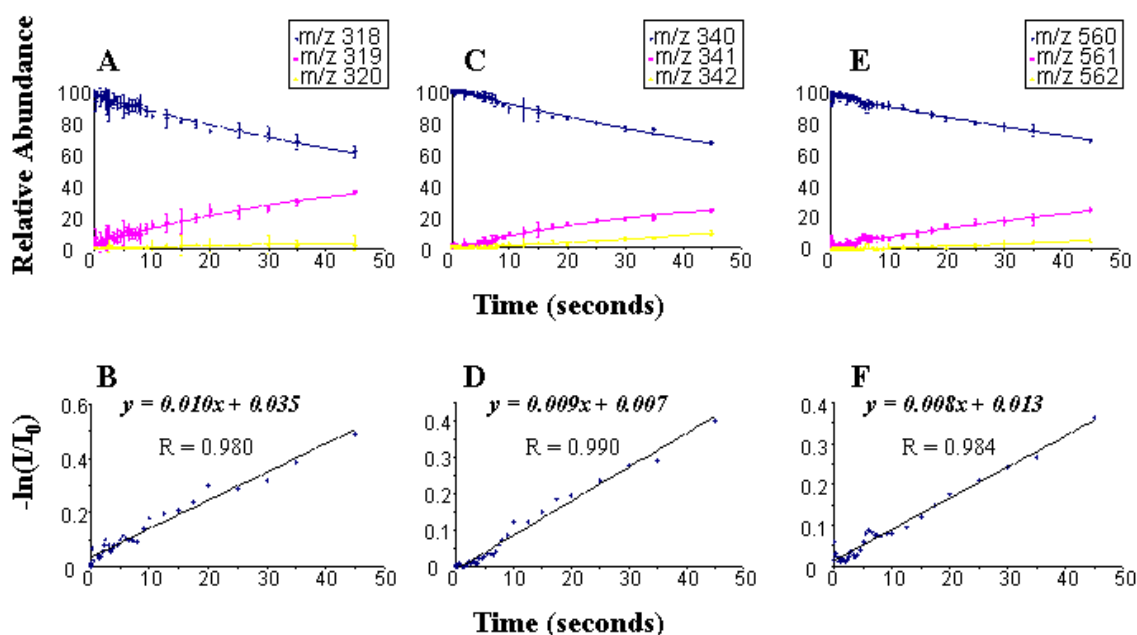 A
m/z 318
m/z 319
m/z 320
C
m/z 340
m/z 341
m/z 342
E
m/z 560
m/z 561
m/z 562
Relative Abundance
100
80
60
40
20
0
0 10 20 30 40 50
100
80
60
40
20
0
0 10 20 30 40 50
100
80
60
40
20
0
0 10 20 30 40 50
Time (seconds)
B
y = 0.010x + 0.035
R = 0.980
D
y = 0.009x + 0.007
R = 0.990
F
y = 0.008x + 0.013
R = 0.984
-ln(I/I0)
0.6
0.4
0.2
0
0 10 20 30 40 50
0.4
0.3
0.2
0.1
0
0 10 20 30 40 50
0.4
0.3
0.2
0.1
0
0 10 20 30 40 50
Time (seconds)